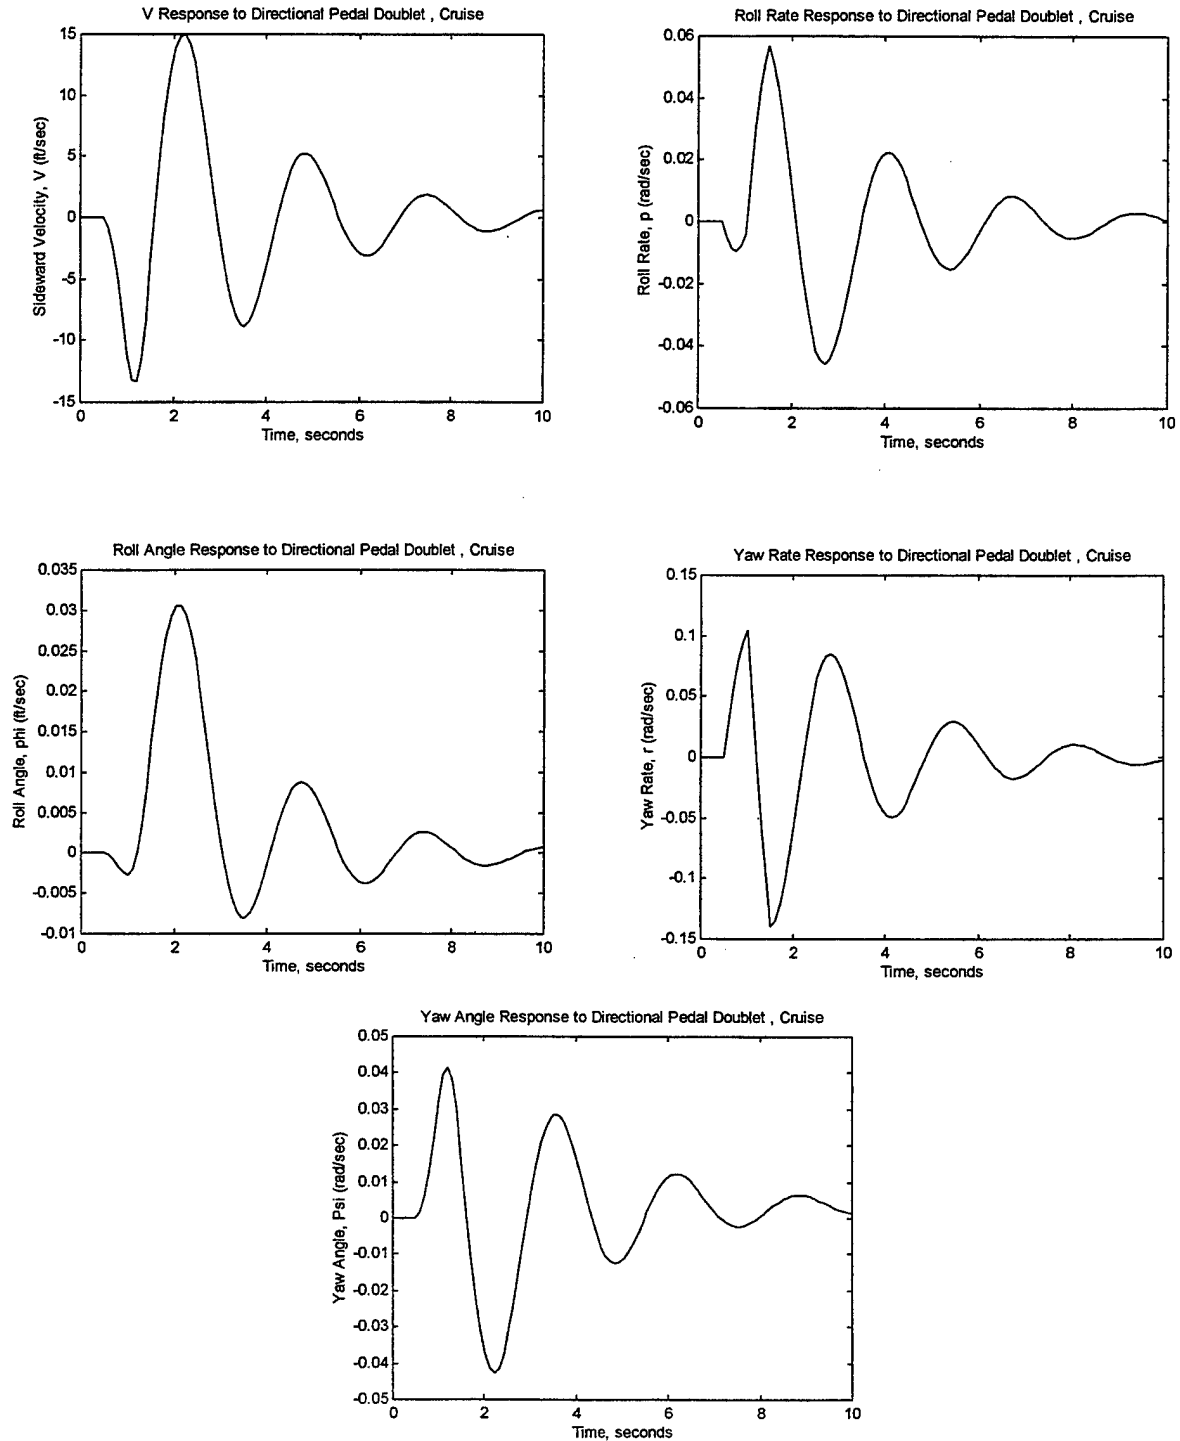 V Response to Directional Pedal Doublet , Cruise
15
10
5
0
-5
-10
-15
Sideward Velocity, V (ft/sec)
0 2 4 6 8 10
Time, seconds
Roll Rate Response to Directional Pedal Doublet , Cruise
0.06
0.04
0.02
0
-0.02
-0.04
-0.06
Roll Rate, p (rad/sec)
0 2 4 6 8 10
Time, seconds
Roll Angle Response to Directional Pedal Doublet , Cruise
0.035
0.03
0.025
0.02
0.015
0.01
0.005
0
-0.005
-0.01
Roll Angle, phi (ft/sec)
0 2 4 6 8 10
Time, seconds
Yaw Rate Response to Directional Pedal Doublet , Cruise
0.15
0.1
0.05
0
-0.05
-0.1
-0.15
Yaw Rate, r (rad/sec)
0 2 4 6 8 10
Time, seconds
Yaw Angle Response to Directional Pedal Doublet , Cruise
0.05
0.04
0.03
0.02
0.01
0
-0.01
-0.02
-0.03
-0.04
-0.05
Yaw Angle, Psi (rad/sec)
0 2 4 6 8 10
Time, seconds